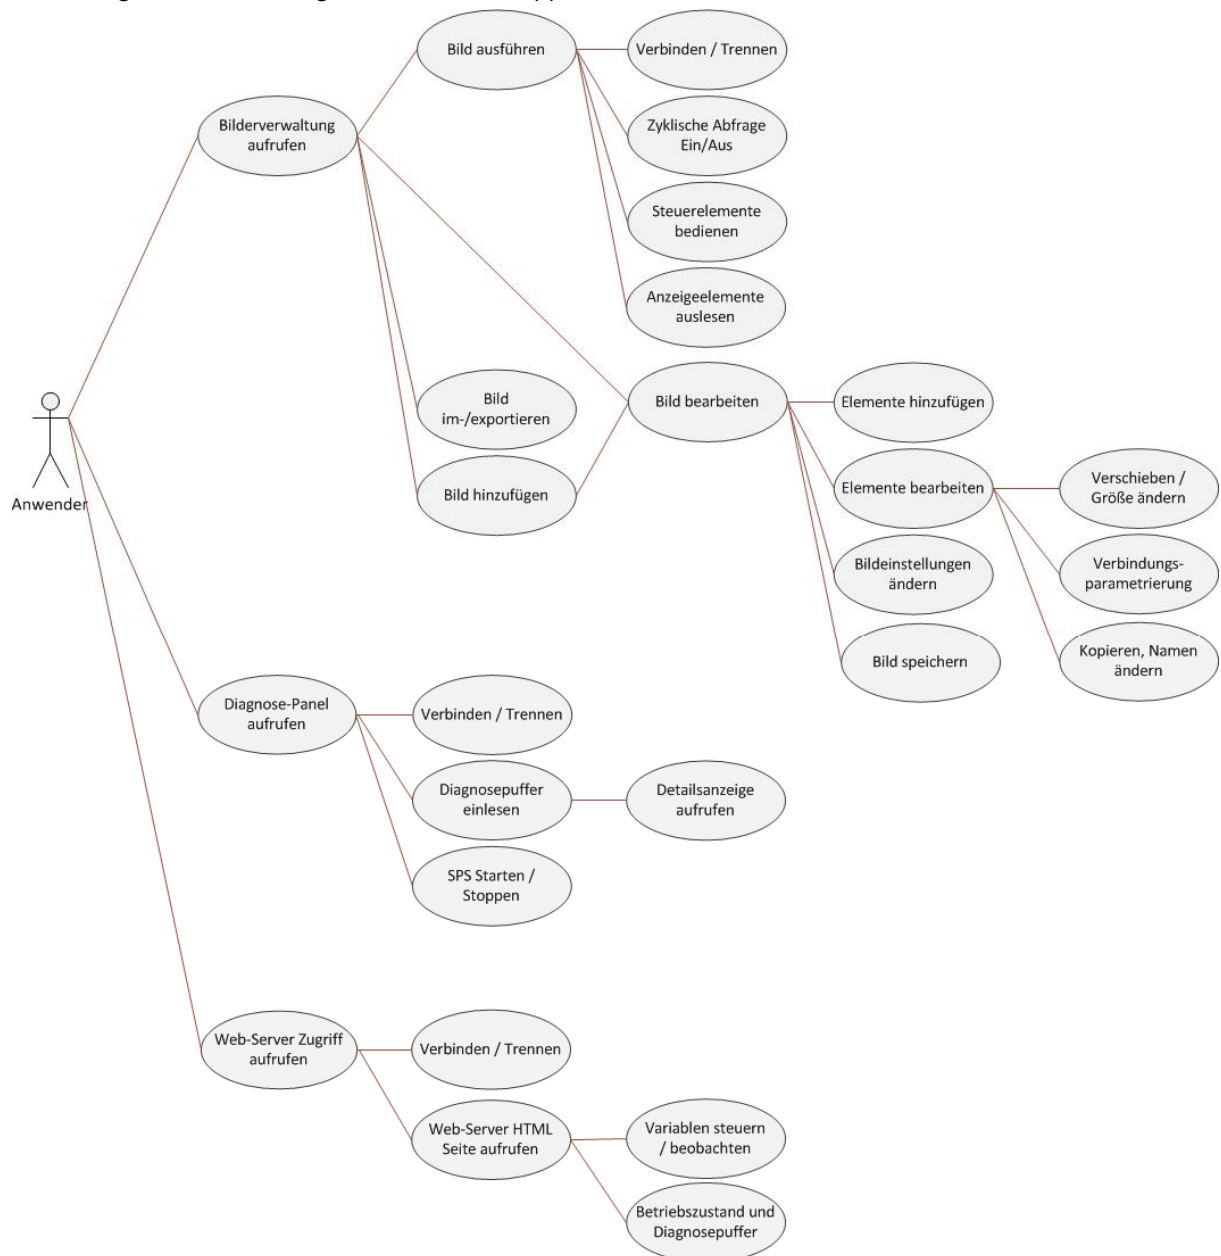 Bild ausführen
Verbinden / Trennen
Bilderverwaltung
aufrufen
Zyklische Abfrage
Ein/Aus
Steuerelemente
bedienen
Anzeigeelemente
auslesen
Bild
im-/exportieren
Bild bearbeiten
Elemente hinzufügen
Bild hinzufügen
Elemente bearbeiten
Verschieben /
Größe ändern
Anwender
Bildeinstellungen
ändern
Verbindungs-
parametrierung
Bild speichern
Kopieren, Namen
ändern
Diagnose-Panel
aufrufen
Verbinden / Trennen
Diagnosepuffer
einlesen
Detailsanzeige
aufrufen
SPS Starten /
Stoppen
Web-Server Zugriff
aufrufen
Verbinden / Trennen
Web-Server HTML
Seite aufrufen
Variablen steuern
/ beobachten
Betriebszustand und
Diagnosepuffer